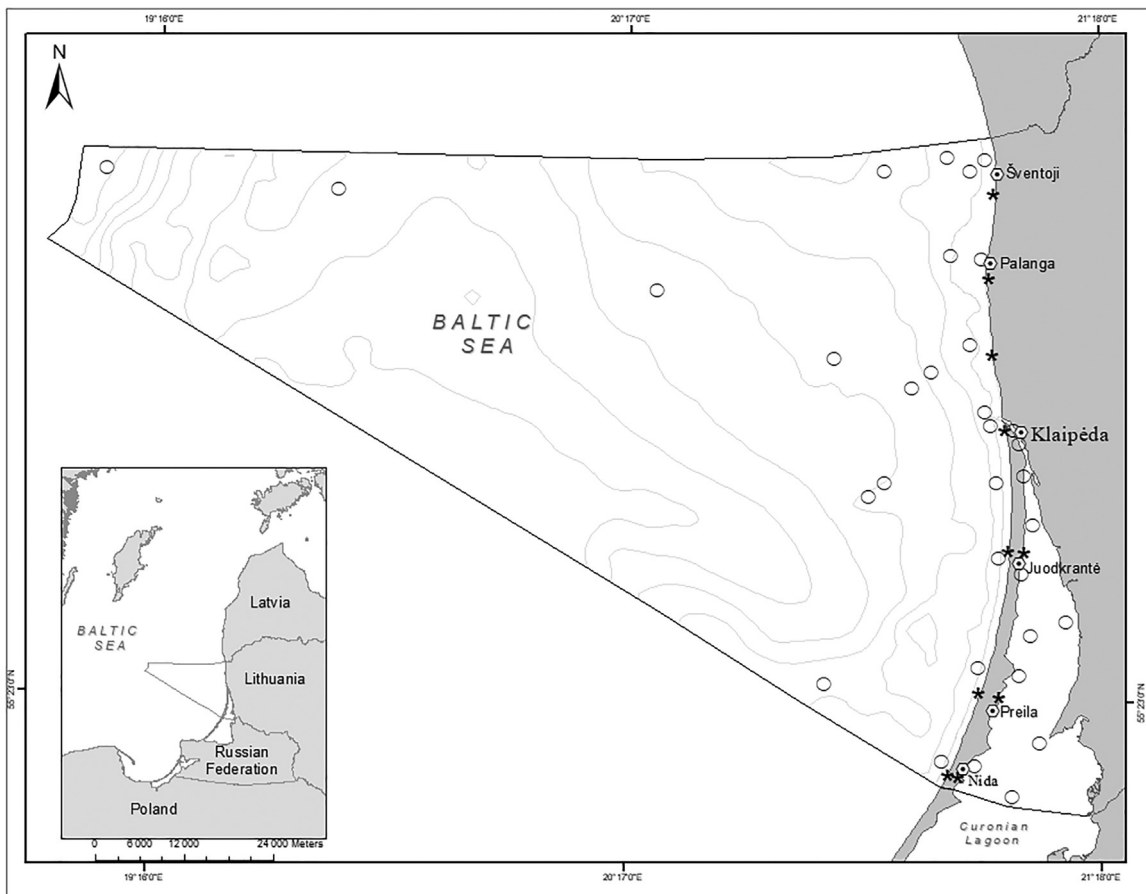 19°16'0"E
20°17'0"E
21°18'0"E
N
Šventoji
Palanga
BALTIC
SEA
Klaipėda
Juodkrantė
Latvia
BALTIC
SEA
Lithuania
55°23'0"N
55°23'0"N
Preila
Russian
Federation
Nida
Poland
Curonian
Lagoon
0 6 000 12 000 24 000 Meters
19°16'0"E
20°17'0"E
21°18'0"E